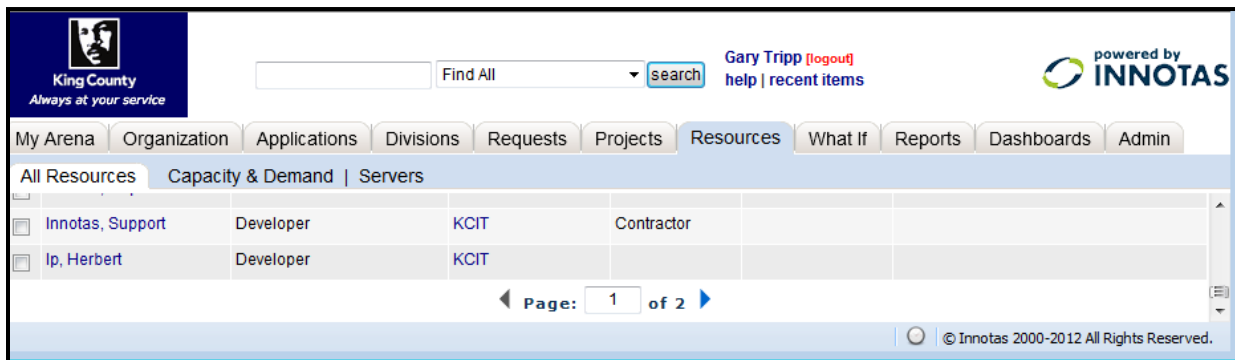 King County
Always at your service
Find All search
Gary Tripp [logout]
help | recent items
powered by
INNOTAS
My Arena Organization Applications Divisions Requests Projects Resources What If Reports Dashboards Admin
All Resources Capacity & Demand | Servers
Innotas, Support Developer KCIT Contractor
Ip, Herbert Developer KCIT
Page: 1 of 2
© Innotas 2000-2012 All Rights Reserved.